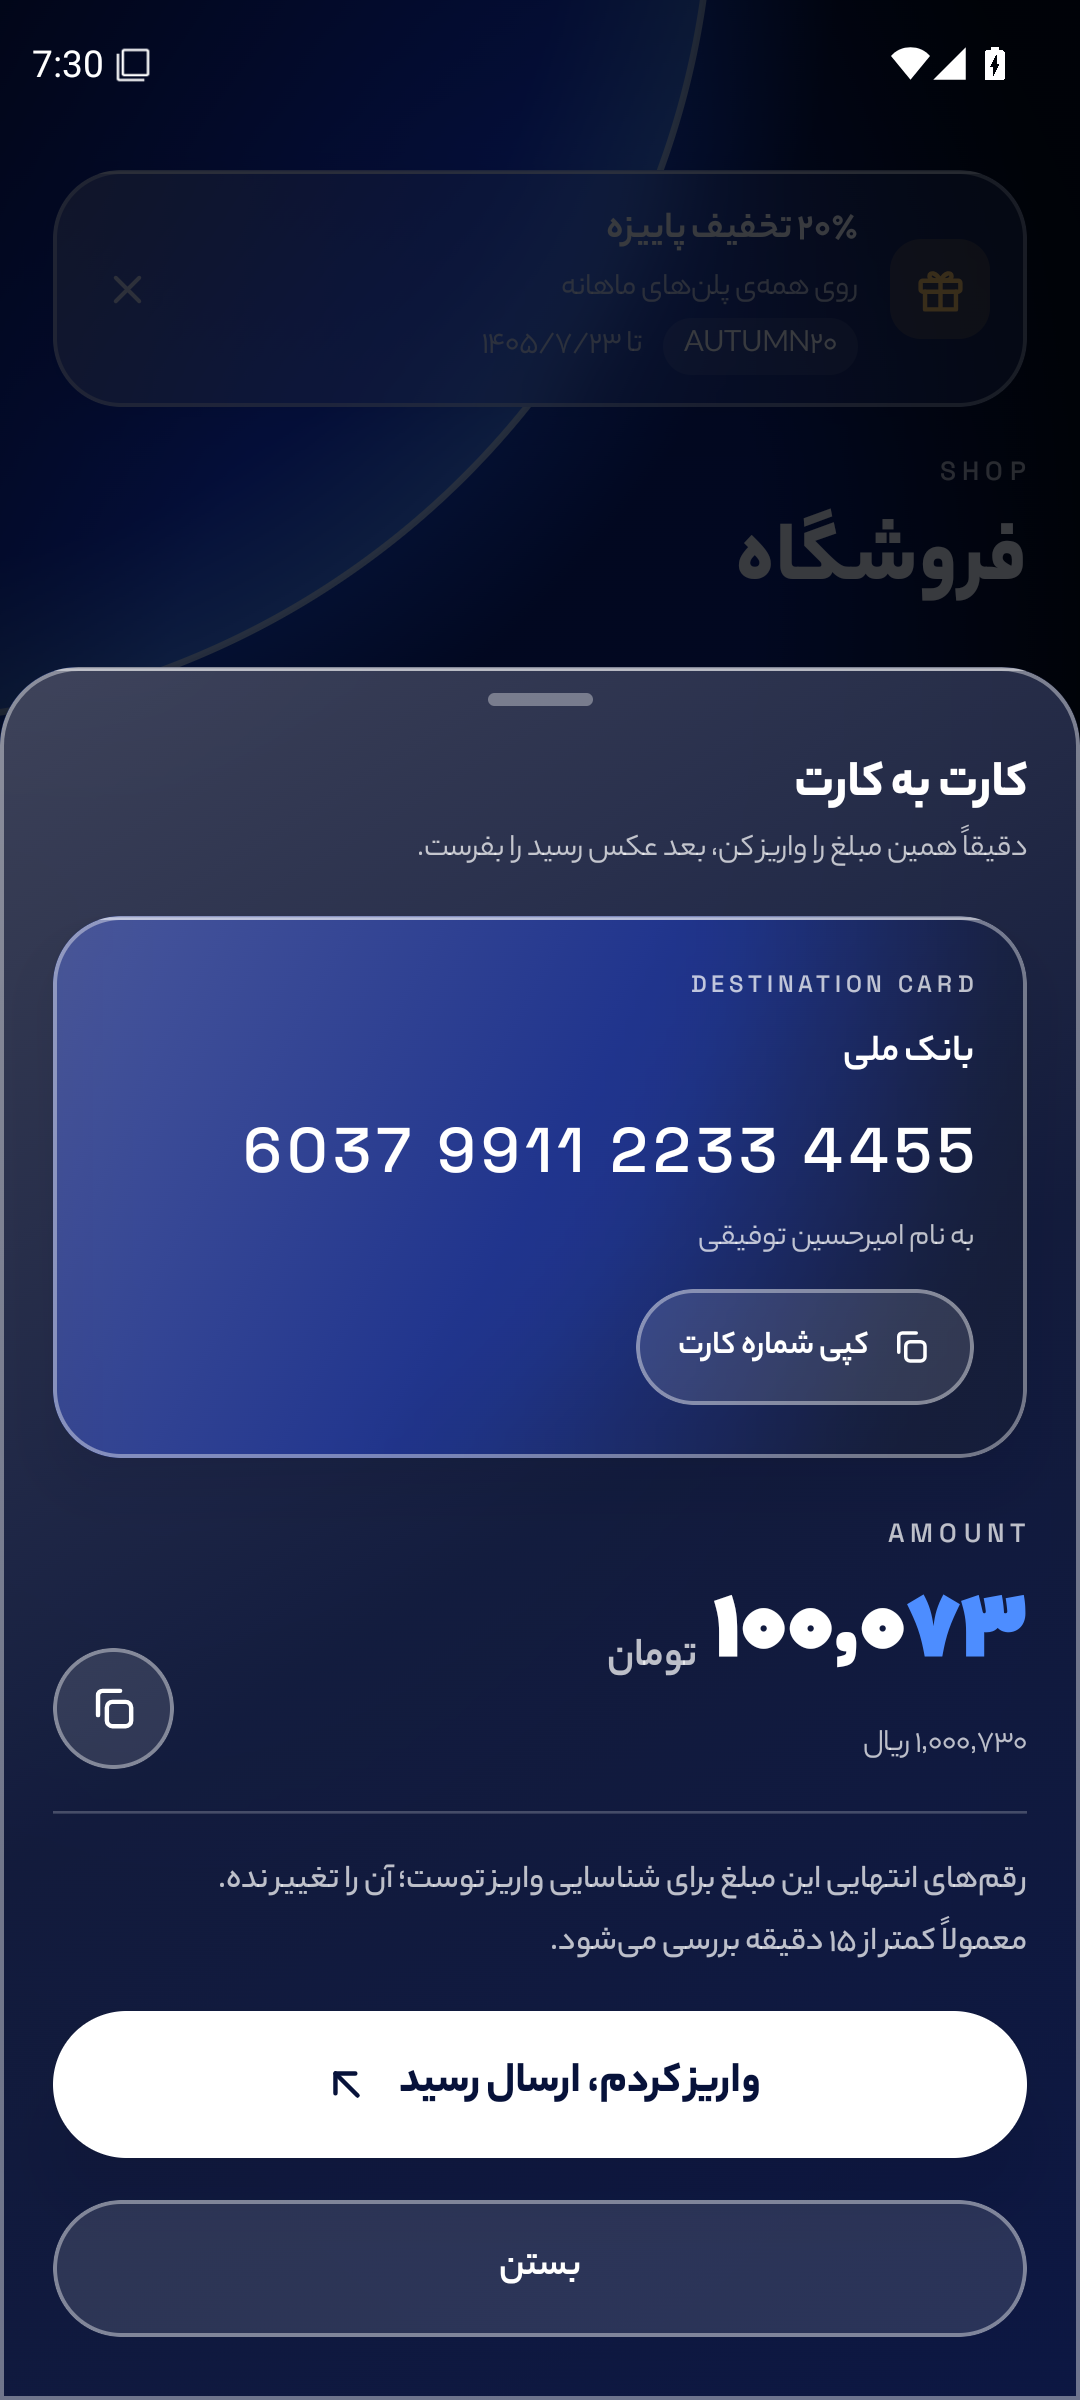 7:30
۲۰% تخفیف پاییزه
روی همه‌ی پلن‌های ماهانه
AUTUMN۲۰ تا ۱۴۰۵/۷/۲۳
SHOP
فروشگاه
کارت به کارت
دقیقاً همین مبلغ را واریز کن، بعد عکس رسید را بفرست.
DESTINATION CARD
بانک ملی
6037 9911 2233 4455
به نام امیرحسین توفیقی
کپی شماره کارت
AMOUNT
۱۰۰,۰۷۳ تومان
۱,۰۰۰,۷۳۰ ریال
رقم‌های انتهایی این مبلغ برای شناسایی واریز توست؛ آن را تغییر نده.
معمولاً کمتر از ۱۵ دقیقه بررسی می‌شود.
واریز کردم، ارسال رسید
بستن